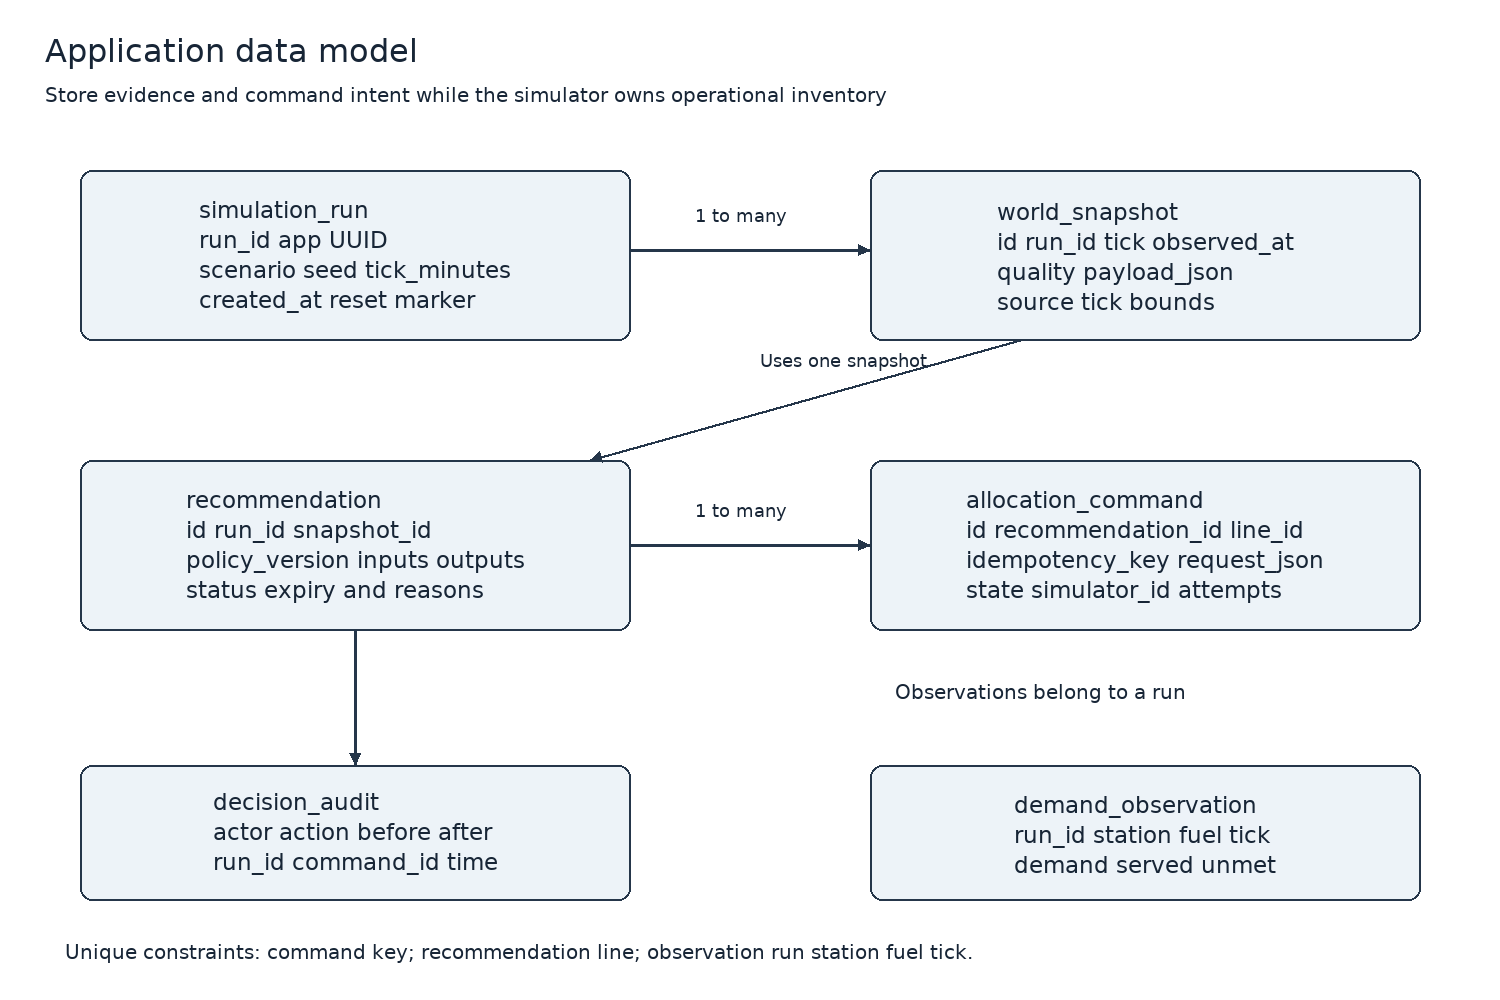 Application data model
Store evidence and command intent while the simulator owns operational inventory
simulation_run
run_id app UUID
scenario seed tick_minutes
created_at reset marker
1 to many
world_snapshot
id run_id tick observed_at
quality payload_json
source tick bounds
Uses one snapshot
recommendation
id run_id snapshot_id
policy_version inputs outputs
status expiry and reasons
1 to many
allocation_command
id recommendation_id line_id
idempotency_key request_json
state simulator_id attempts
Observations belong to a run
decision_audit
actor action before after
run_id command_id time
demand_observation
run_id station fuel tick
demand served unmet
Unique constraints: command key; recommendation line; observation run station fuel tick.